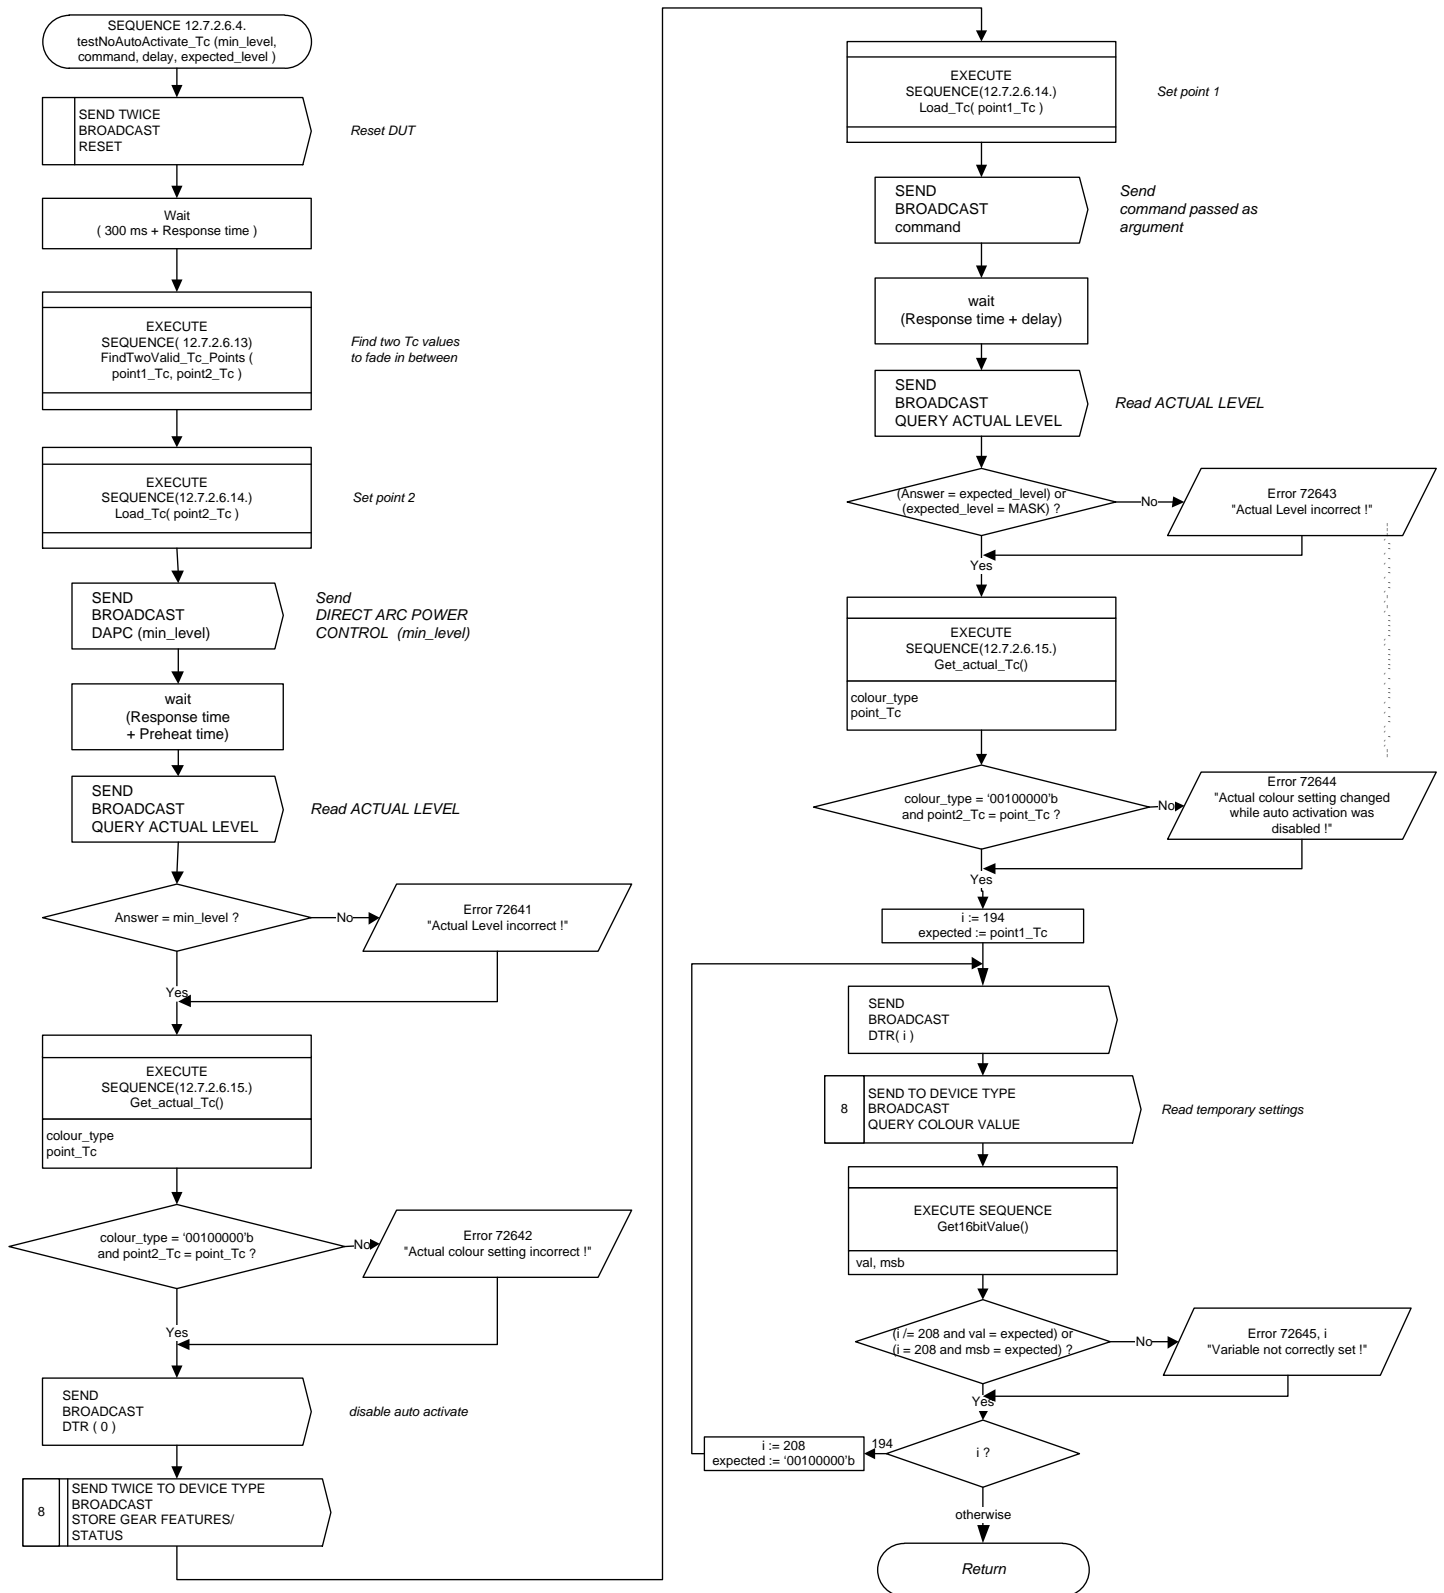 SEQUENCE 12.7.2.6.4.
testNoAutoActivate_Tc (min_level,
command, delay, expected_level )
SEND TWICE
BROADCAST
RESET
Reset DUT
Wait
( 300 ms + Response time )
EXECUTE
SEQUENCE( 12.7.2.6.13)
FindTwoValid_Tc_Points (
point1_Tc, point2_Tc )
Find two Tc values
to fade in between
EXECUTE
SEQUENCE(12.7.2.6.14.)
Load_Tc( point2_Tc )
Set point 2
SEND
BROADCAST
DAPC (min_level)
Send
DIRECT ARC POWER
CONTROL (min_level)
wait
(Response time
+ Preheat time)
SEND
BROADCAST
QUERY ACTUAL LEVEL
Read ACTUAL LEVEL
Answer = min_level ?
No
Error 72641
"Actual Level incorrect !"
Yes
EXECUTE
SEQUENCE(12.7.2.6.15.)
Get_actual_Tc()
colour_type
point_Tc
colour_type = ‘00100000’b
and point2_Tc = point_Tc ?
No
Error 72642
"Actual colour setting incorrect !"
Yes
SEND
BROADCAST
DTR ( 0 )
disable auto activate
8
SEND TWICE TO DEVICE TYPE
BROADCAST
STORE GEAR FEATURES/
STATUS
EXECUTE
SEQUENCE(12.7.2.6.14.)
Load_Tc( point1_Tc )
Set point 1
SEND
BROADCAST
command
Send
command passed as
argument
wait
(Response time + delay)
SEND
BROADCAST
QUERY ACTUAL LEVEL
Read ACTUAL LEVEL
(Answer = expected_level) or
(expected_level = MASK) ?
No
Error 72643
"Actual Level incorrect !"
Yes
EXECUTE
SEQUENCE(12.7.2.6.15.)
Get_actual_Tc()
colour_type
point_Tc
colour_type = ‘00100000’b
and point2_Tc = point_Tc ?
No
Error 72644
"Actual colour setting changed
while auto activation was
disabled !"
Yes
i := 194
expected := point1_Tc
SEND
BROADCAST
DTR( i )
8
SEND TO DEVICE TYPE
BROADCAST
QUERY COLOUR VALUE
Read temporary settings
EXECUTE SEQUENCE
Get16bitValue()
val, msb
(i /= 208 and val = expected) or
(i = 208 and msb = expected) ?
No
Error 72645, i
"Variable not correctly set !"
Yes
i ?
194
i := 208
expected := ‘00100000’b
otherwise
Return